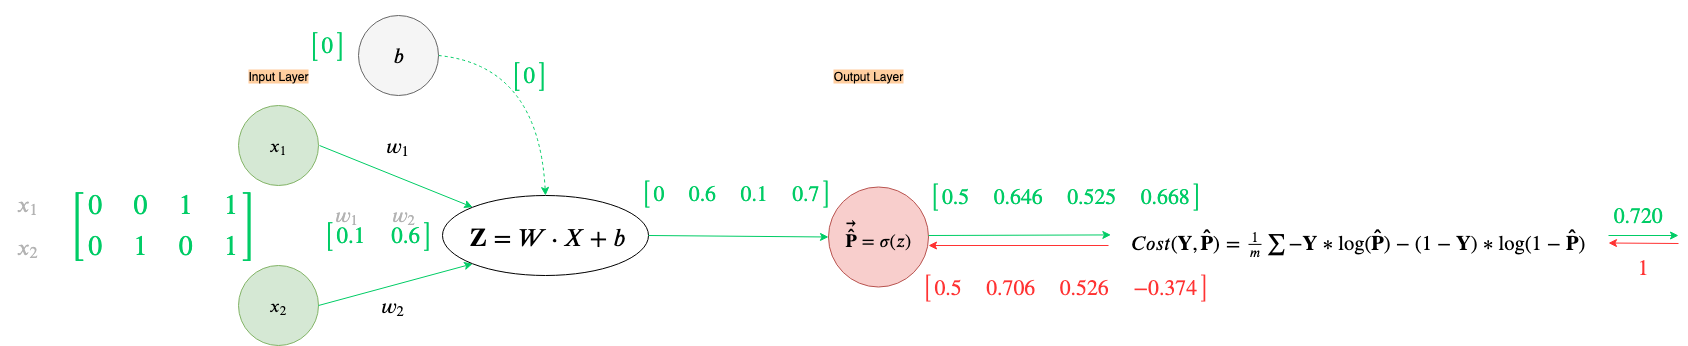 [0]
b
[0]
Input Layer
Output Layer
x₁
w₁
x₁
x₂
[0 0 1 1
0 1 0 1]
w₁ w₂
[0.1 0.6]
Z = W · X + b
[0 0.6 0.1 0.7]
P̂⃗ = σ(z)
[0.5 0.646 0.525 0.668]
[0.5 0.706 0.526 −0.374]
Cost(Y, P̂) = 1/m ∑ −Y * log(P̂) − (1 − Y) * log(1 − P̂)
0.720
1
x₂
w₂